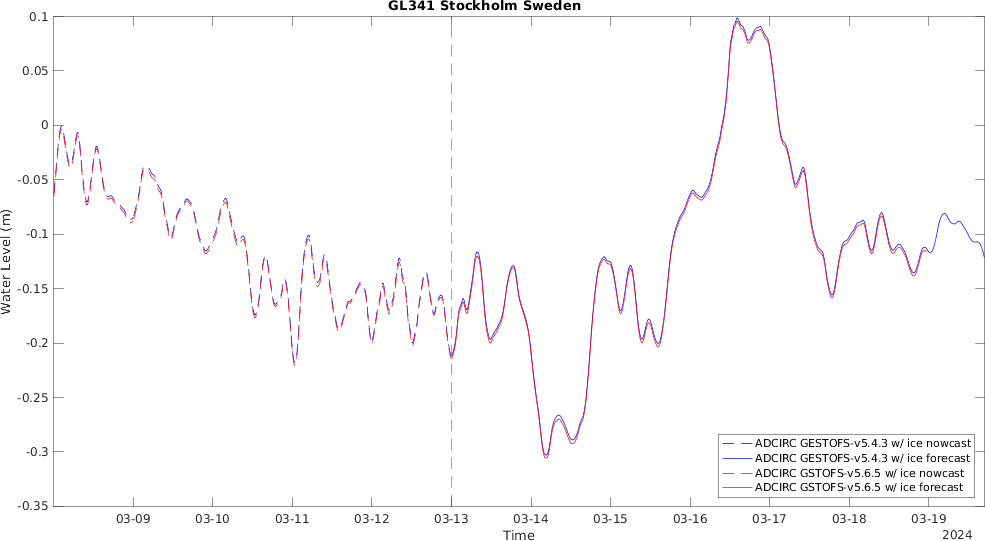 GL341 Stockholm Sweden
0.1
0.05
0
-0.05
-0.1
-0.15
-0.2
-0.25
-0.3
-0.35
Water Level (m)
ADCIRC GESTOFS-v5.4.3 w/ ice nowcast
ADCIRC GESTOFS-v5.4.3 w/ ice forecast
ADCIRC GSTOFS-v5.6.5 w/ ice nowcast
ADCIRC GSTOFS-v5.6.5 w/ ice forecast
03-09 03-10 03-11 03-12 03-13 03-14 03-15 03-16 03-17 03-18 03-19
Time
2024